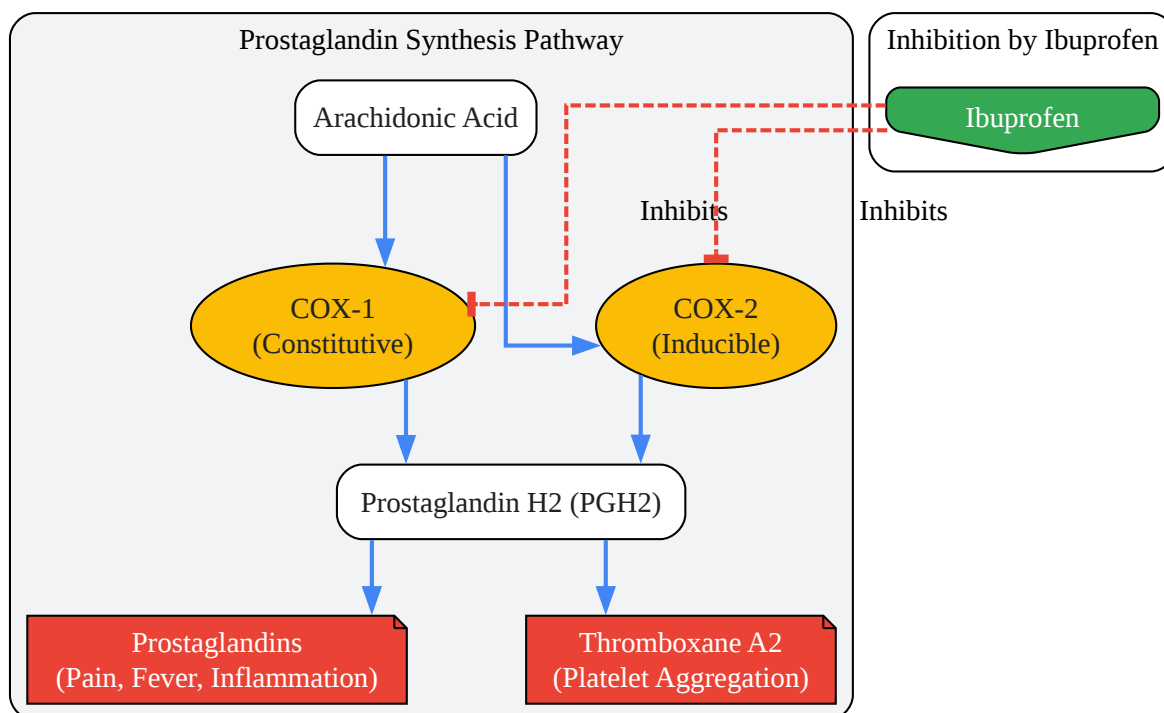 Prostaglandin Synthesis Pathway
Inhibition by Ibuprofen
Arachidonic Acid
Ibuprofen
Inhibits
Inhibits
COX-1
(Constitutive)
COX-2
(Inducible)
Prostaglandin H2 (PGH2)
Prostaglandins
(Pain, Fever, Inflammation)
Thromboxane A2
(Platelet Aggregation)